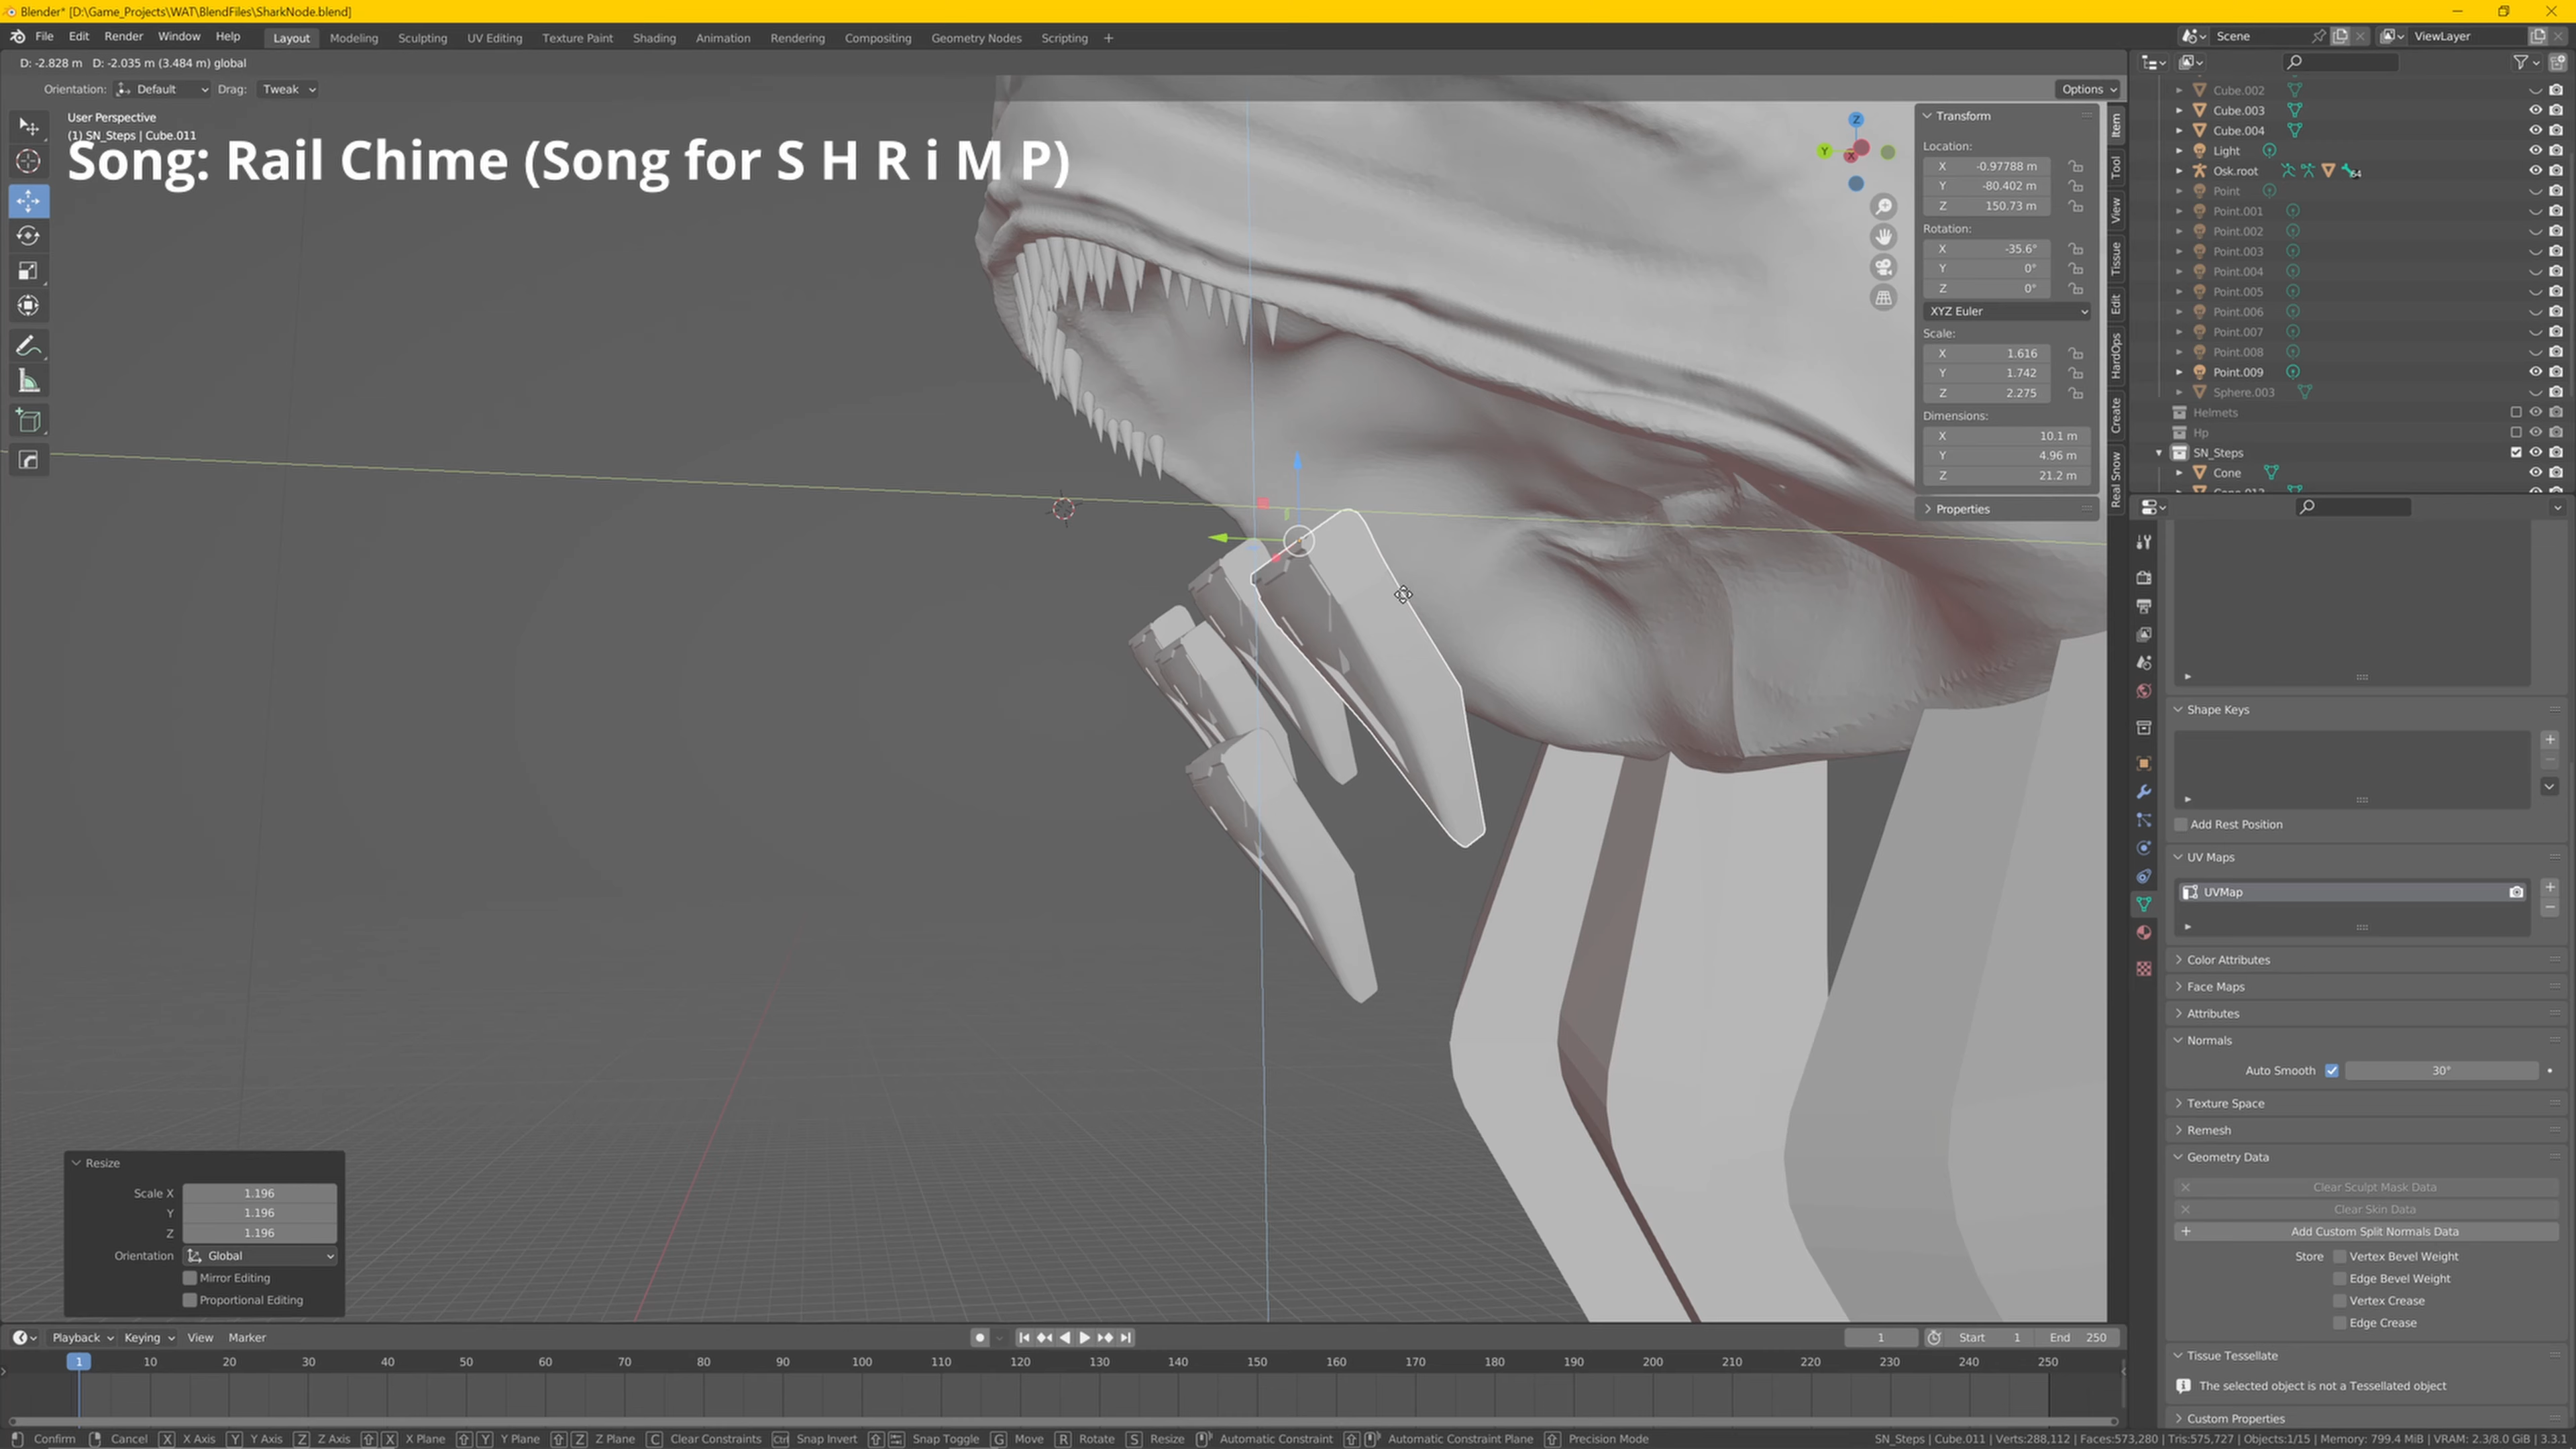 Blender* [D:\Game_Projects\WAT\BlendFiles\SharkNode.blend]
File Edit Render Window Help Layout Modeling Sculpting UV Editing Texture Paint Shading Animation Rendering Compositing Geometry Nodes Scripting + Scene ViewLayer
D: -2.828 m D: -2.035 m (3.484 m) global
Orientation: Default Drag: Tweak Options
User Perspective
(1) SN_Steps | Cube.011
Song: Rail Chime (Song for S H R i M P)
Z
Y
X
Transform
Location:
X -0.97788 m
Y -80.402 m
Z 150.73 m
Rotation:
X -35.6°
Y 0°
Z 0°
XYZ Euler
Scale:
X 1.616
Y 1.742
Z 2.275
Dimensions:
X 10.1 m
Y 4.96 m
Z 21.2 m
Properties
Item
Tool
View
Tissue
Edit
HardOps
Create
Real Snow
Cube.002
Cube.003
Cube.004
Light
Osk.root 64
Point
Point.001
Point.002
Point.003
Point.004
Point.005
Point.006
Point.007
Point.008
Point.009
Sphere.003
Helmets
Hp
SN_Steps
Cone
Shape Keys
Add Rest Position
UV Maps
UVMap
Color Attributes
Face Maps
Attributes
Normals
Auto Smooth 30°
Texture Space
Remesh
Geometry Data
Clear Sculpt Mask Data
Clear Skin Data
Add Custom Split Normals Data
Store Vertex Bevel Weight
Edge Bevel Weight
Vertex Crease
Edge Crease
Tissue Tessellate
The selected object is not a Tessellated object
Custom Properties
Resize
Scale X 1.196
Y 1.196
Z 1.196
Orientation Global
Mirror Editing
Proportional Editing
Playback Keying View Marker 1 Start 1 End 250
1 10 20 30 40 50 60 70 80 90 100 110 120 130 140 150 160 170 180 190 200 210 220 230 240 250
Confirm Cancel X X Axis Y Y Axis Z Z Axis X X Plane Y Y Plane Z Z Plane C Clear Constraints Ctrl Snap Invert Snap Toggle G Move R Rotate S Resize Automatic Constraint Automatic Constraint Plane Precision Mode SN_Steps | Cube.011 | Verts:288,112 | Faces:573,280 | Tris:575,727 | Objects:1/15 | Memory: 799.4 MiB | VRAM: 2.3/8.0 GiB | 3.3.1